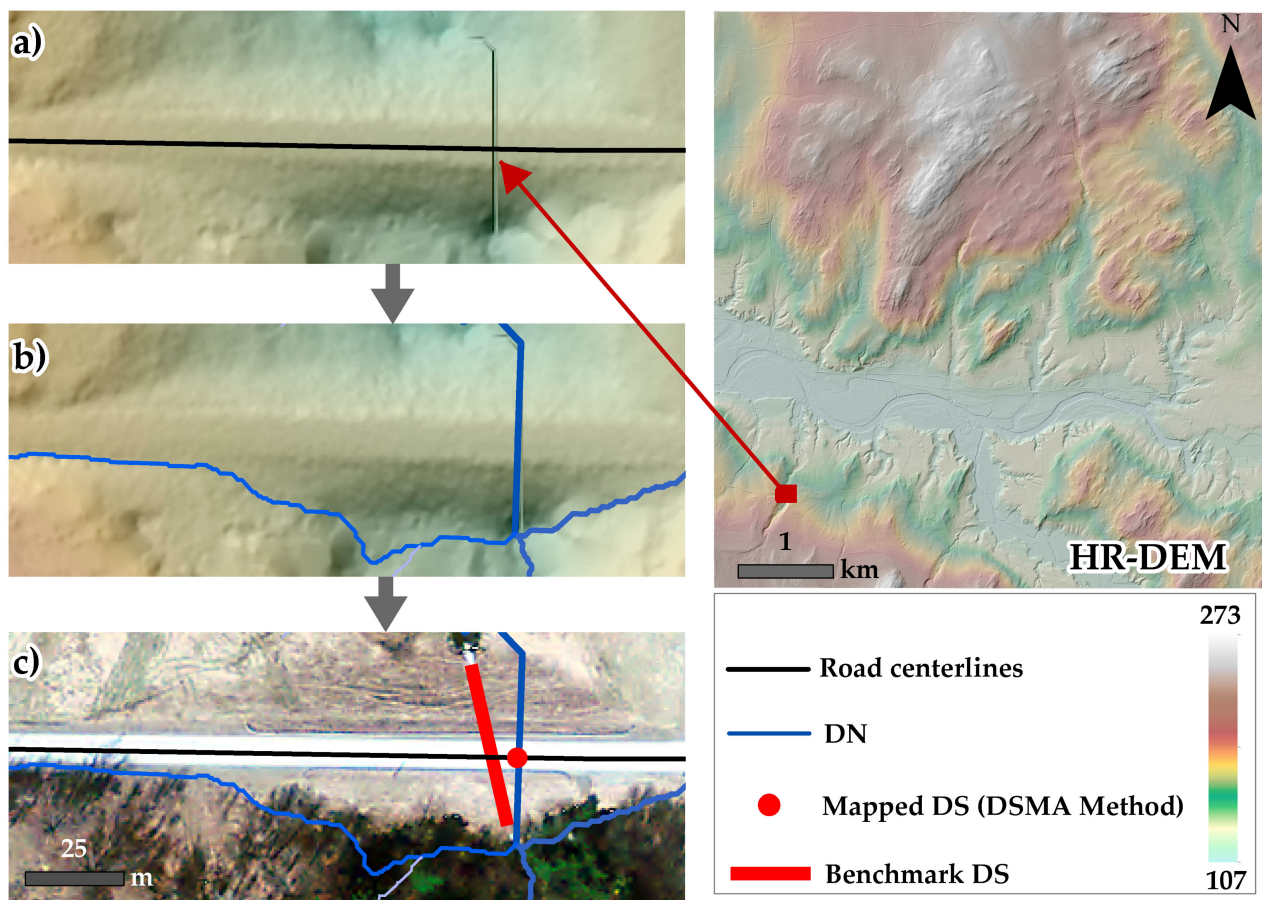 a)
b)
c)
25
m
N
1
km
HR-DEM
Road centerlines
DN
Mapped DS (DSMA Method)
Benchmark DS
273
107